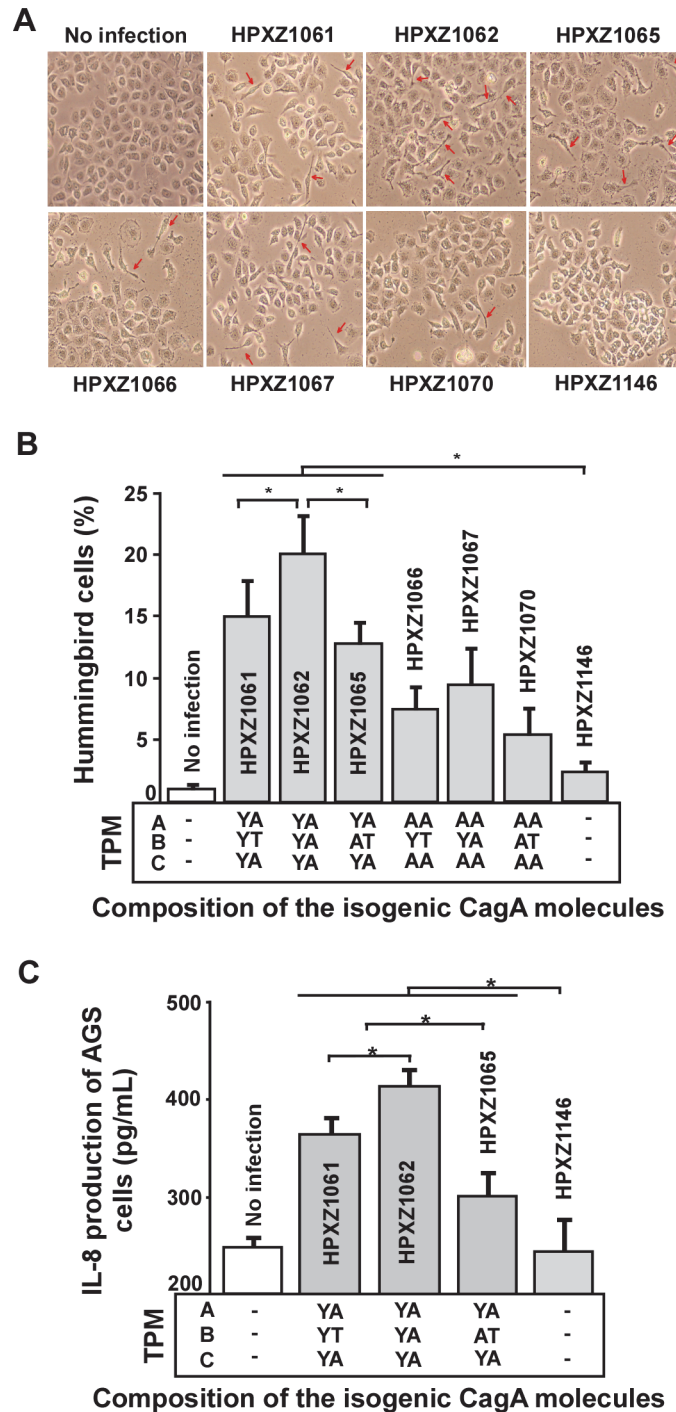 A
No infection HPXZ1061 HPXZ1062 HPXZ1065
HPXZ1066 HPXZ1067 HPXZ1070 HPXZ1146
B
* 
* *
Hummingbird cells (%)
25
20
15
10
5
0
No infection
HPXZ1061
HPXZ1062
HPXZ1065
HPXZ1066
HPXZ1067
HPXZ1070
HPXZ1146
TPM
A - YA YA YA AA AA AA -
B - YT YA AT YT YA AT -
C - YA YA YA AA AA AA -
Composition of the isogenic CagA molecules
C
*
*
*
IL-8 production of AGS
cells (pg/mL)
500
400
300
200
No infection
HPXZ1061
HPXZ1062
HPXZ1065
HPXZ1146
TPM
A - YA YA YA -
B - YT YA AT -
C - YA YA YA -
Composition of the isogenic CagA molecules